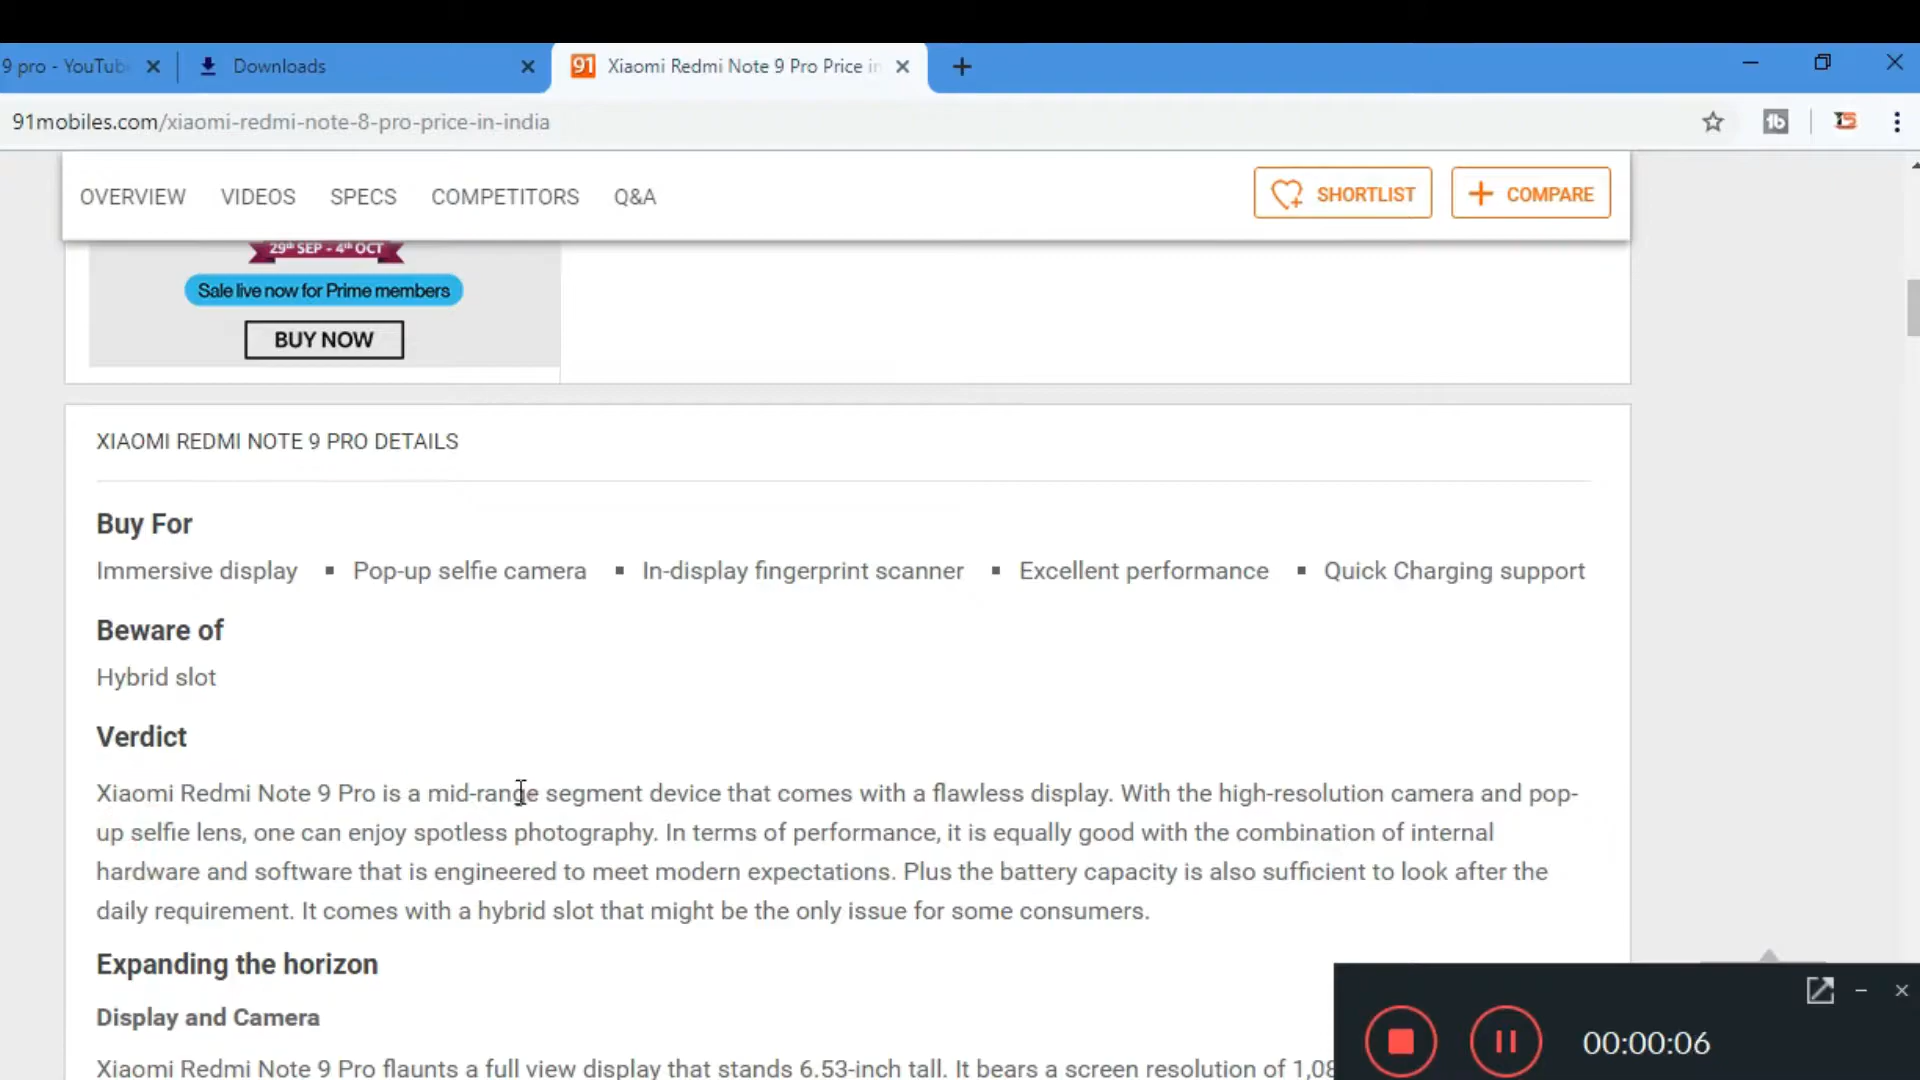 9 pro - YouTub
Downloads
91
Xiaomi Redmi Note 9 Pro Price in
91mobiles.com/xiaomi-redmi-note-8-pro-price-in-india
1b
OVERVIEW VIDEOS SPECS COMPETITORS Q&A
SHORTLIST
COMPARE
29th SEP - 4th OCT
Sale live now for Prime members
BUY NOW
XIAOMI REDMI NOTE 9 PRO DETAILS
Buy For
Immersive display ▪ Pop-up selfie camera ▪ In-display fingerprint scanner ▪ Excellent performance ▪ Quick Charging support
Beware of
Hybrid slot
Verdict
Xiaomi Redmi Note 9 Pro is a mid-range segment device that comes with a flawless display. With the high-resolution camera and pop-
up selfie lens, one can enjoy spotless photography. In terms of performance, it is equally good with the combination of internal
hardware and software that is engineered to meet modern expectations. Plus the battery capacity is also sufficient to look after the
daily requirement. It comes with a hybrid slot that might be the only issue for some consumers.
Expanding the horizon
Display and Camera
Xiaomi Redmi Note 9 Pro flaunts a full view display that stands 6.53-inch tall. It bears a screen resolution of 1,08
00:00:06